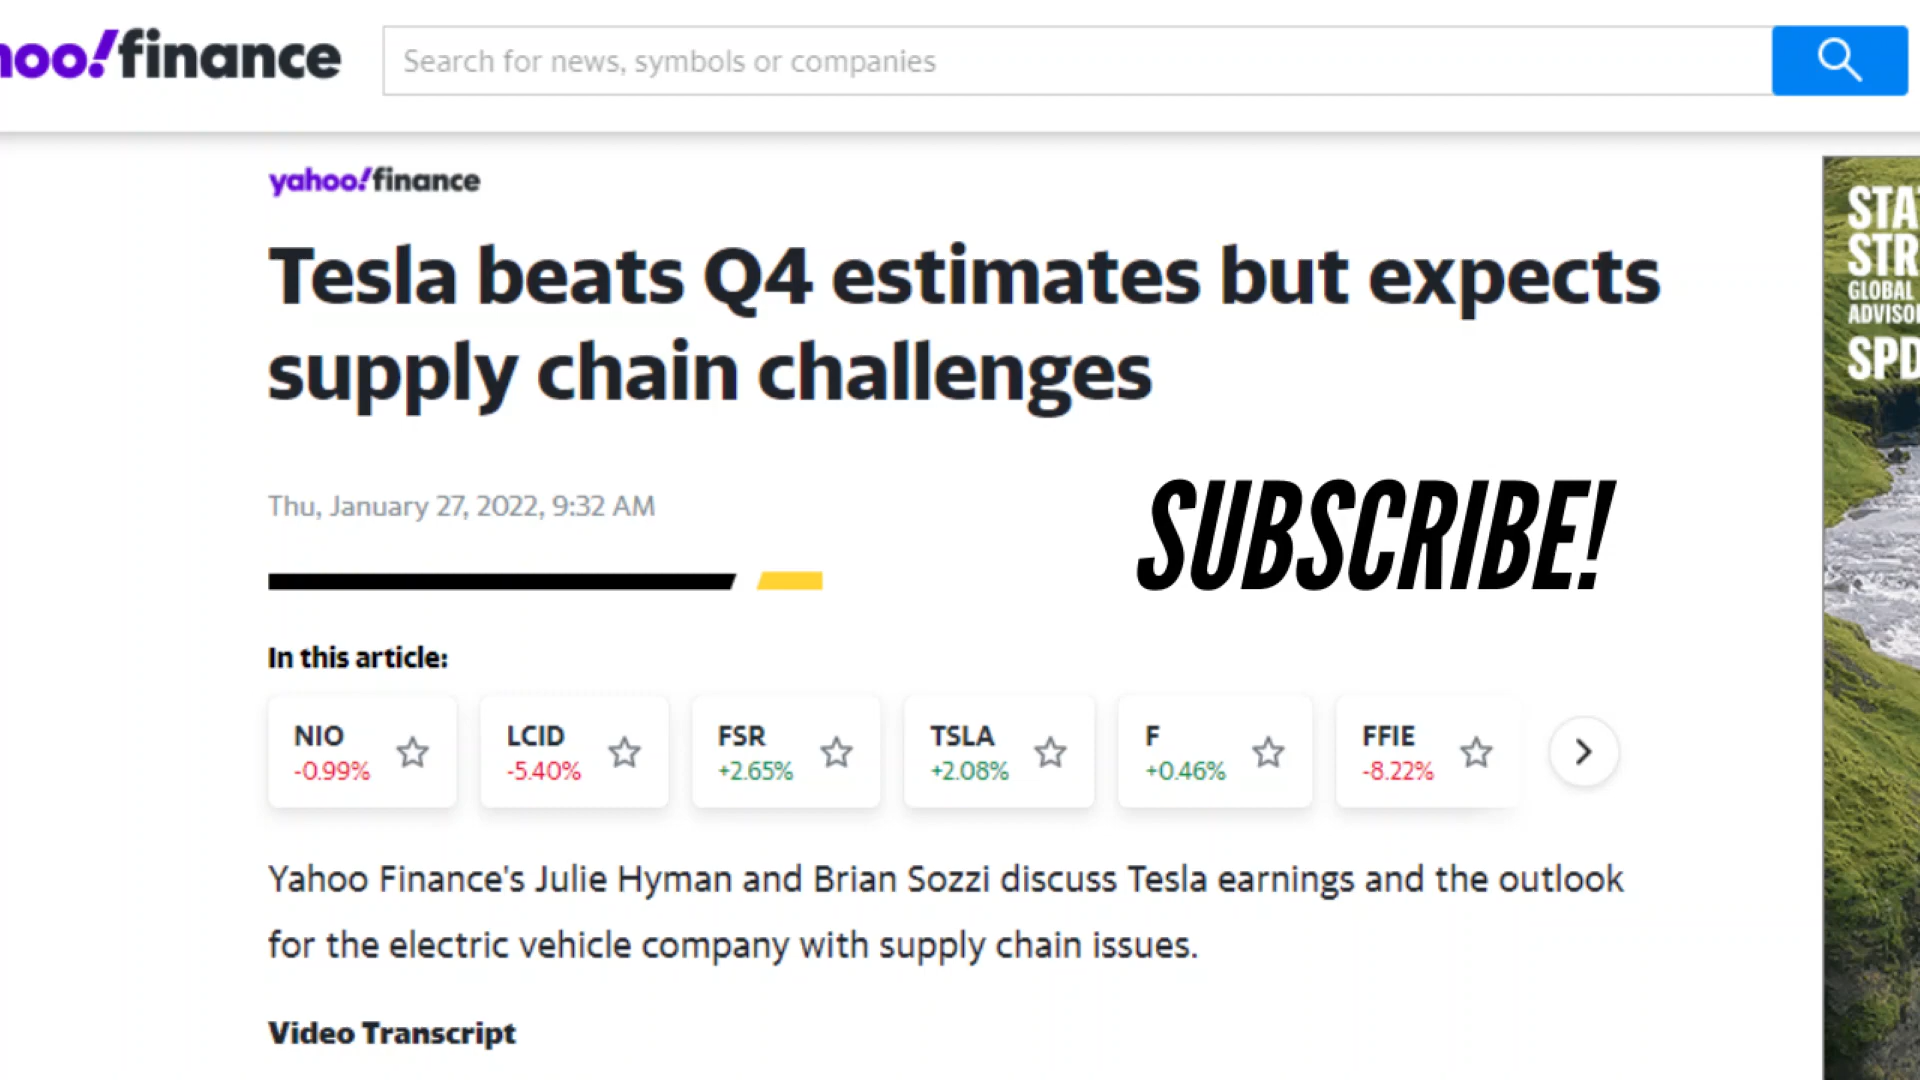 hoo!finance
Search for news, symbols or companies
yahoo!finance
Tesla beats Q4 estimates but expects
supply chain challenges
Thu, January 27, 2022, 9:32 AM
SUBSCRIBE!
In this article:
NIO LCID FSR TSLA F FFIE
-0.99% -5.40% +2.65% +2.08% +0.46% -8.22%
Yahoo Finance's Julie Hyman and Brian Sozzi discuss Tesla earnings and the outlook
for the electric vehicle company with supply chain issues.
Video Transcript
STA
STR
GLOBAL
ADVISO
SPD